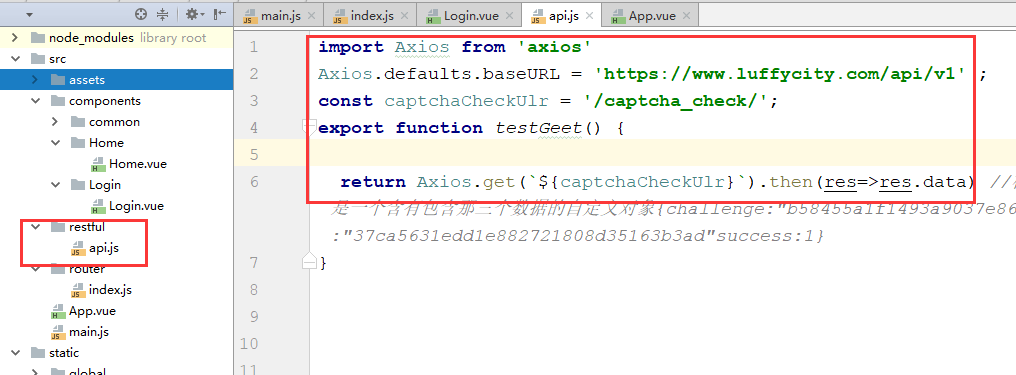 main.js
index.js
Login.vue
api.js
App.vue
node_modules library root
src
assets
components
common
Home
Home.vue
Login
Login.vue
restful
api.js
router
index.js
App.vue
main.js
static
global
1 import Axios from 'axios'
2 Axios.defaults.baseURL = 'https://www.luffycity.com/api/v1' ;
3 const captchaCheckUlr = '/captcha_check/';
4 export function testGeet() {
5
6 return Axios.get(`${captchaCheckUlr}`).then(res=>res.data) //
是一个含有包含那三个数据的自定义对象{challenge:"b58455a1f1493a9037e86
:"37ca5631edd1e882721808d35163b3ad"success:1}
7 }
8
9
10
11